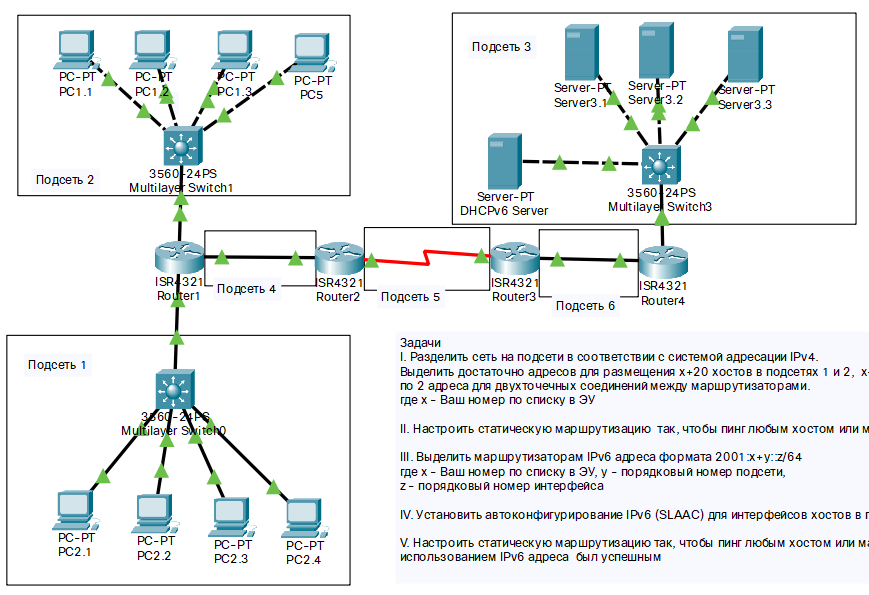 PC-PT
PC1.1
PC-PT
PC1.2
PC-PT
PC1.3
PC-PT
PC5
3560-24PS
Multilayer Switch1
Подсеть 2
Подсеть 3
Server-PT
Server3.1
Server-PT
Server3.2
Server-PT
Server3.3
Server-PT
DHCPv6 Server
3560-24PS
Multilayer Switch3
ISR4321
Router1
Подсеть 4
ISR4321
Router2
Подсеть 5
ISR4321
Router3
Подсеть 6
ISR4321
Router4
Подсеть 1
3560-24PS
Multilayer Switch0
PC-PT
PC2.1
PC-PT
PC2.2
PC-PT
PC2.3
PC-PT
PC2.4
Задачи
I. Разделить сеть на подсети в соответствии с системой адресации IPv4.
Выделить достаточно адресов для размещения x+20 хостов в подсетях 1 и 2,
по 2 адреса для двухточечных соединений между маршрутизаторами.
где x - Ваш номер по списку в ЭУ
II. Настроить статическую маршрутизацию так, чтобы пинг любым хостом или
III. Выделить маршрутизаторам IPv6 адреса формата 2001:x+y::z/64
где x - Ваш номер по списку в ЭУ, y - порядковый номер подсети,
z - порядковый номер интерфейса
IV. Установить автоконфигурирование IPv6 (SLAAC) для интерфейсов хостов в
V. Настроить статическую маршрутизацию так, чтобы пинг любым хостом или
использованием IPv6 адреса был успешным